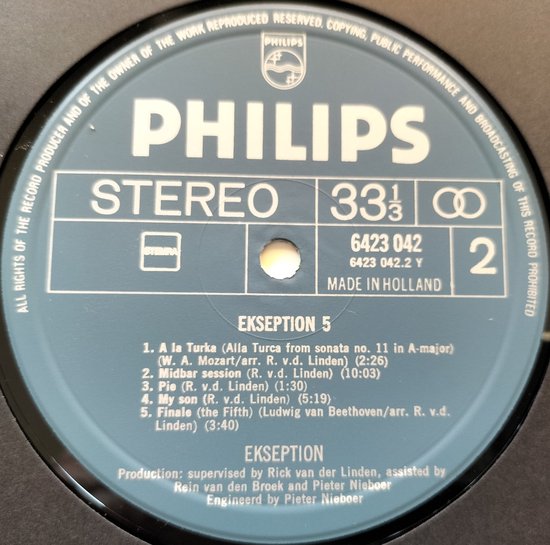 ALL RIGHTS OF THE RECORD PRODUCER AND OF THE OWNER OF THE WORK REPRODUCED RESERVED. COPYING, PUBLIC PERFORMANCE AND BROADCASTING OF THIS RECORD PROHIBITED
PHILIPS
PHILIPS
STEREO
33 1/3
STEMRA
6423 042
6423 042.2 Y
2
MADE IN HOLLAND
EKSEPTION 5
1. A la Turka (Alla Turca from sonata no. 11 in A-major)
(W. A. Mozart/arr. R. v.d. Linden) (2:26)
2. Midbar session (R. v.d. Linden) (10:03)
3. Pie (R. v.d. Linden) (1:30)
4. My son (R. v.d. Linden) (5:19)
5. Finale (the Fifth) (Ludwig van Beethoven/arr. R. v.d.
Linden) (3:40)
EKSEPTION
Production: supervised by Rick van der Linden, assisted by
Rein van den Broek and Pieter Nieboer
Engineerd by Pieter Nieboer